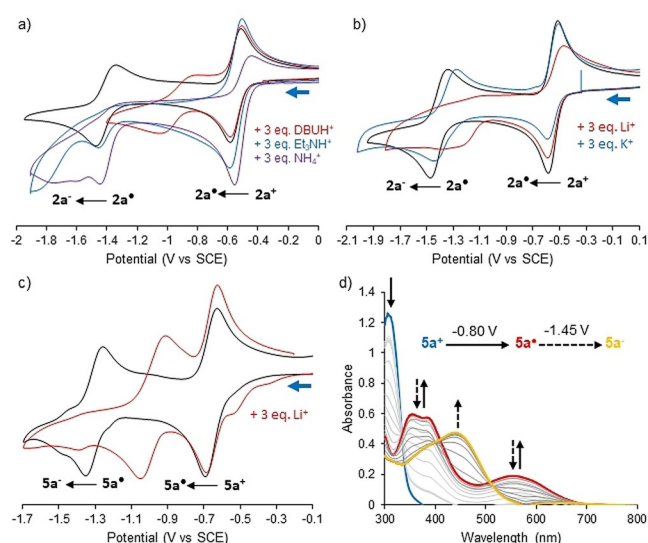 a)
+ 3 eq. DBUH⁺
+ 3 eq. Et₃NH⁺
+ 3 eq. NH₄⁺
2a⁻ ← 2a• 2a• ← 2a⁺
-2 -1.8 -1.6 -1.4 -1.2 -1 -0.8 -0.6 -0.4 -0.2 0
Potential (V vs SCE)
b)
+ 3 eq. Li⁺
+ 3 eq. K⁺
2a⁻ ← 2a• 2a• ← 2a⁺
-2.1 -1.9 -1.7 -1.5 -1.3 -1.1 -0.9 -0.7 -0.5 -0.3 -0.1 0.1
Potential (V vs SCE)
c)
+ 3 eq. Li⁺
5a⁻ ← 5a• 5a• ← 5a⁺
-1.7 -1.5 -1.3 -1.1 -0.9 -0.7 -0.5 -0.3 -0.1
Potential (V vs SCE)
d)
Absorbance
1.4
1.2
1
0.8
0.6
0.4
0.2
0
-0.80 V -1.45 V
5a⁺ 5a• 5a⁻
300 400 500 600 700 800
Wavelength (nm)